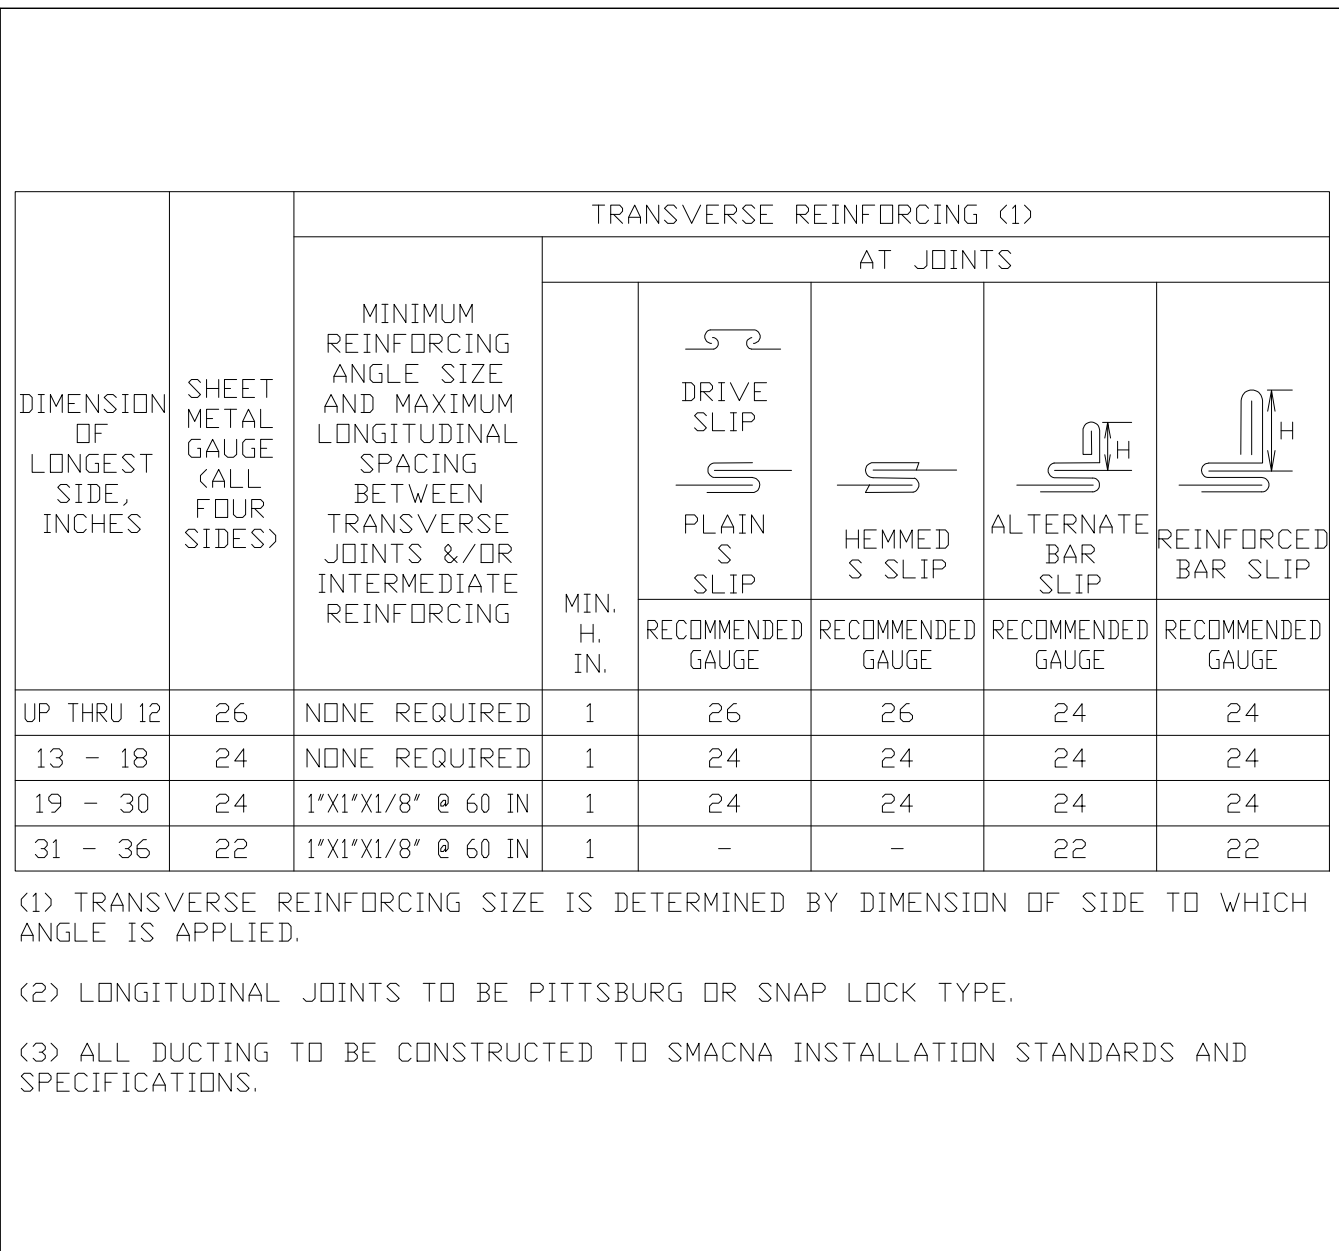 TRANSVERSE REINFORCING (1)
AT JOINTS
DIMENSION
OF
LONGEST
SIDE,
INCHES
SHEET
METAL
GAUGE
(ALL
FOUR
SIDES)
MINIMUM
REINFORCING
ANGLE SIZE
AND MAXIMUM
LONGITUDINAL
SPACING
BETWEEN
TRANSVERSE
JOINTS &/OR
INTERMEDIATE
REINFORCING
MIN.
H.
IN.
DRIVE
SLIP
PLAIN
S
SLIP
HEMMED
S SLIP
H
ALTERNATE
BAR
SLIP
H
REINFORCED
BAR SLIP
RECOMMENDED
GAUGE
RECOMMENDED
GAUGE
RECOMMENDED
GAUGE
RECOMMENDED
GAUGE
UP THRU 12 26 NONE REQUIRED 1 26 26 24 24
13 - 18 24 NONE REQUIRED 1 24 24 24 24
19 - 30 24 1"X1"X1/8" @ 60 IN 1 24 24 24 24
31 - 36 22 1"X1"X1/8" @ 60 IN 1 - - 22 22
(1) TRANSVERSE REINFORCING SIZE IS DETERMINED BY DIMENSION OF SIDE TO WHICH
ANGLE IS APPLIED.
(2) LONGITUDINAL JOINTS TO BE PITTSBURG OR SNAP LOCK TYPE.
(3) ALL DUCTING TO BE CONSTRUCTED TO SMACNA INSTALLATION STANDARDS AND
SPECIFICATIONS.